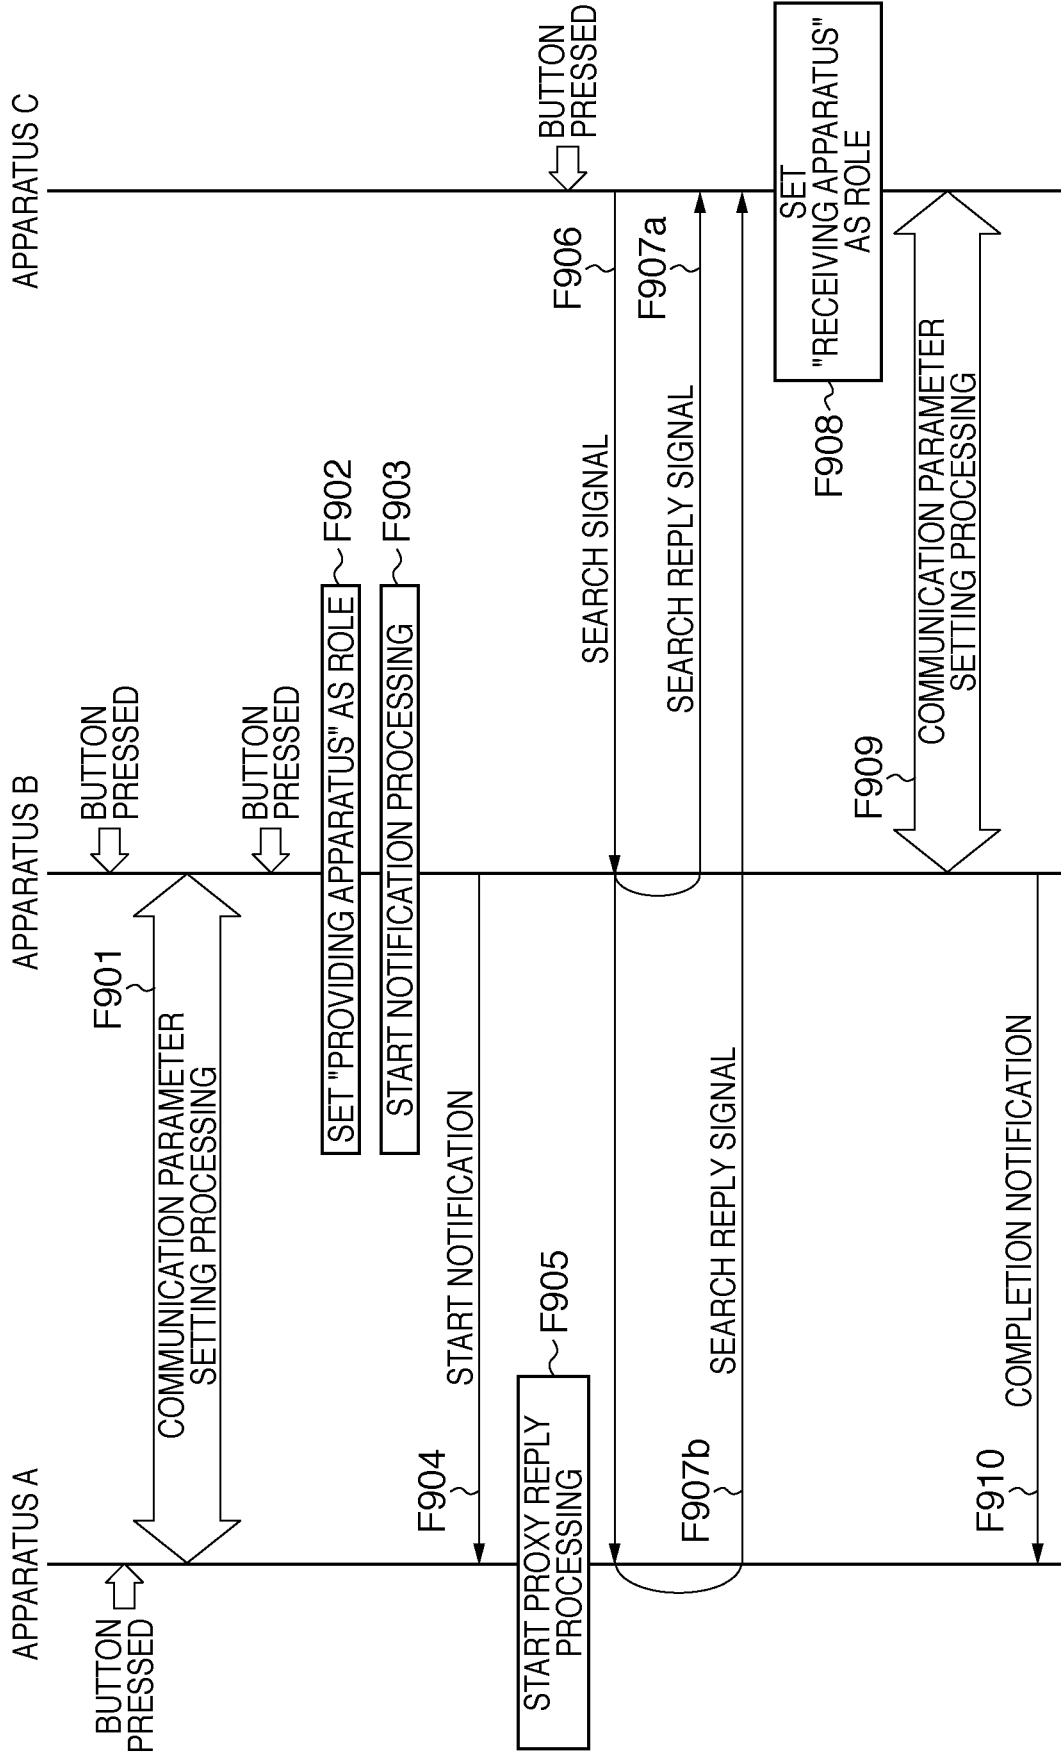 APPARATUS A
APPARATUS B
APPARATUS C
BUTTON
PRESSED
BUTTON
PRESSED
F901
COMMUNICATION PARAMETER
SETTING PROCESSING
BUTTON
PRESSED
SET "PROVIDING APPARATUS" AS ROLE
F902
START NOTIFICATION PROCESSING
F903
F904
START NOTIFICATION
START PROXY REPLY
PROCESSING
F905
BUTTON
PRESSED
F906
SEARCH SIGNAL
F907a
SEARCH REPLY SIGNAL
F907b
SEARCH REPLY SIGNAL
SET
"RECEIVING APPARATUS"
AS ROLE
F908
F909
COMMUNICATION PARAMETER
SETTING PROCESSING
F910
COMPLETION NOTIFICATION